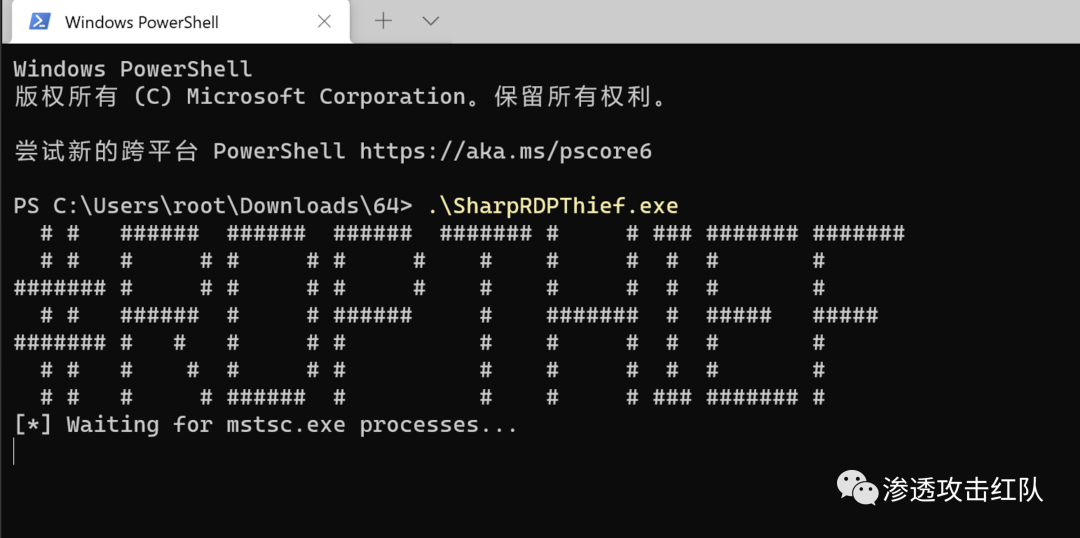 Windows PowerShell
Windows PowerShell
版权所有 (C) Microsoft Corporation。保留所有权利。
尝试新的跨平台 PowerShell https://aka.ms/pscore6
PS C:\Users\root\Downloads\64> .\SharpRDPThief.exe
  # #   ######  ######  ######  ####### #     # ### ####### #######
  # #   #     # #     # #     #    #    #     #  #  #       #
####### #     # #     # #     #    #    #     #  #  #       #
  # #   ######  #     # ######     #    #######  #  #####   #####
####### #   #   #     # #          #    #     #  #  #       #
  # #   #    #  #     # #          #    #     #  #  #       #
  # #   #     # ######  #          #    #     # ### ####### #
[*] Waiting for mstsc.exe processes...
渗透攻击红队